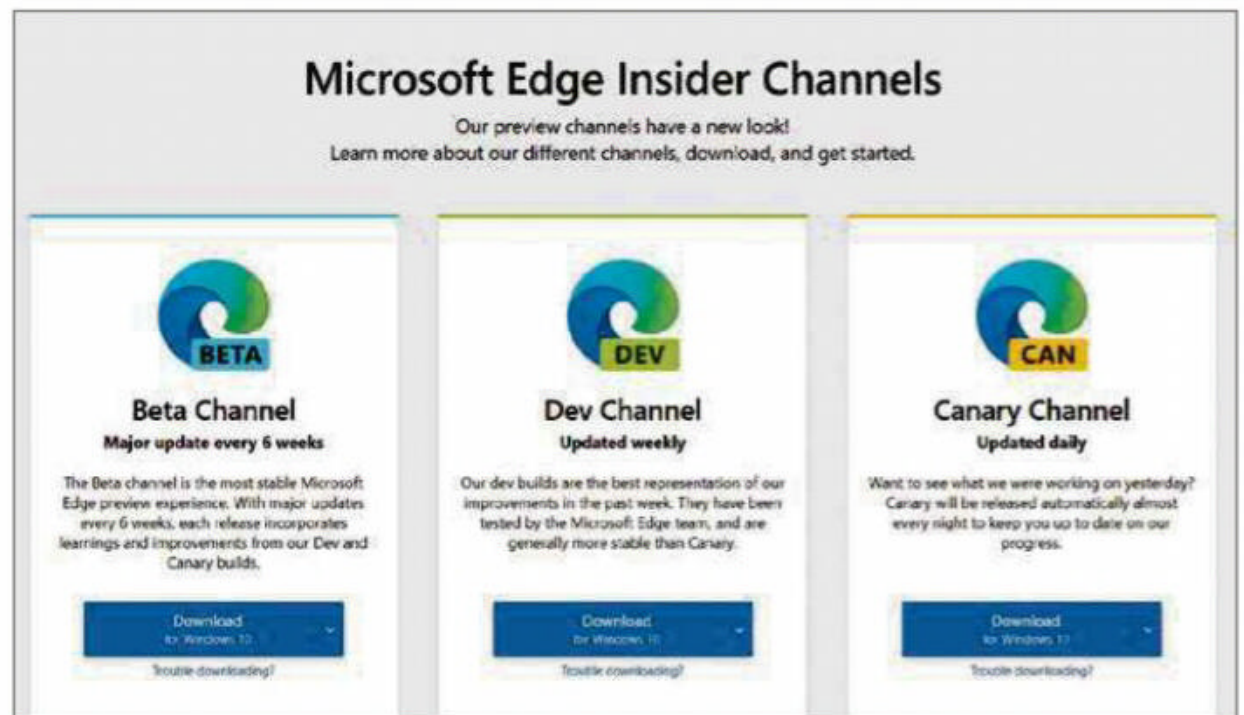 Microsoft Edge Insider Channels
Our preview channels have a new look!
Learn more about our different channels, download, and get started.
BETA
Beta Channel
Major update every 6 weeks
The Beta channel is the most stable Microsoft
Edge preview experience. With major updates
every 6 weeks, each release incorporates
learnings and improvements from our Dev and
Canary builds.
Download
for Windows 10
Trouble downloading?
DEV
Dev Channel
Updated weekly
Our dev builds are the best representation of our
improvements in the past week. They have been
tested by the Microsoft Edge team, and are
generally more stable than Canary.
Download
for Windows 10
Trouble downloading?
CAN
Canary Channel
Updated daily
Want to see what we were working on yesterday?
Canary will be released automatically almost
every night to keep you up to date on our
progress.
Download
for Windows 10
Trouble downloading?